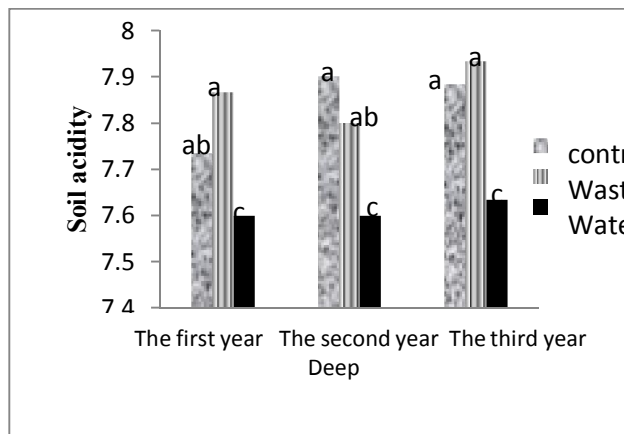 Soil acidity
8
7.9
7.8
7.7
7.6
7.5
7.4
ab
a
c
a
ab
c
a
a
c
The first year The second year The third year
Deep
contr
Wast
Wate